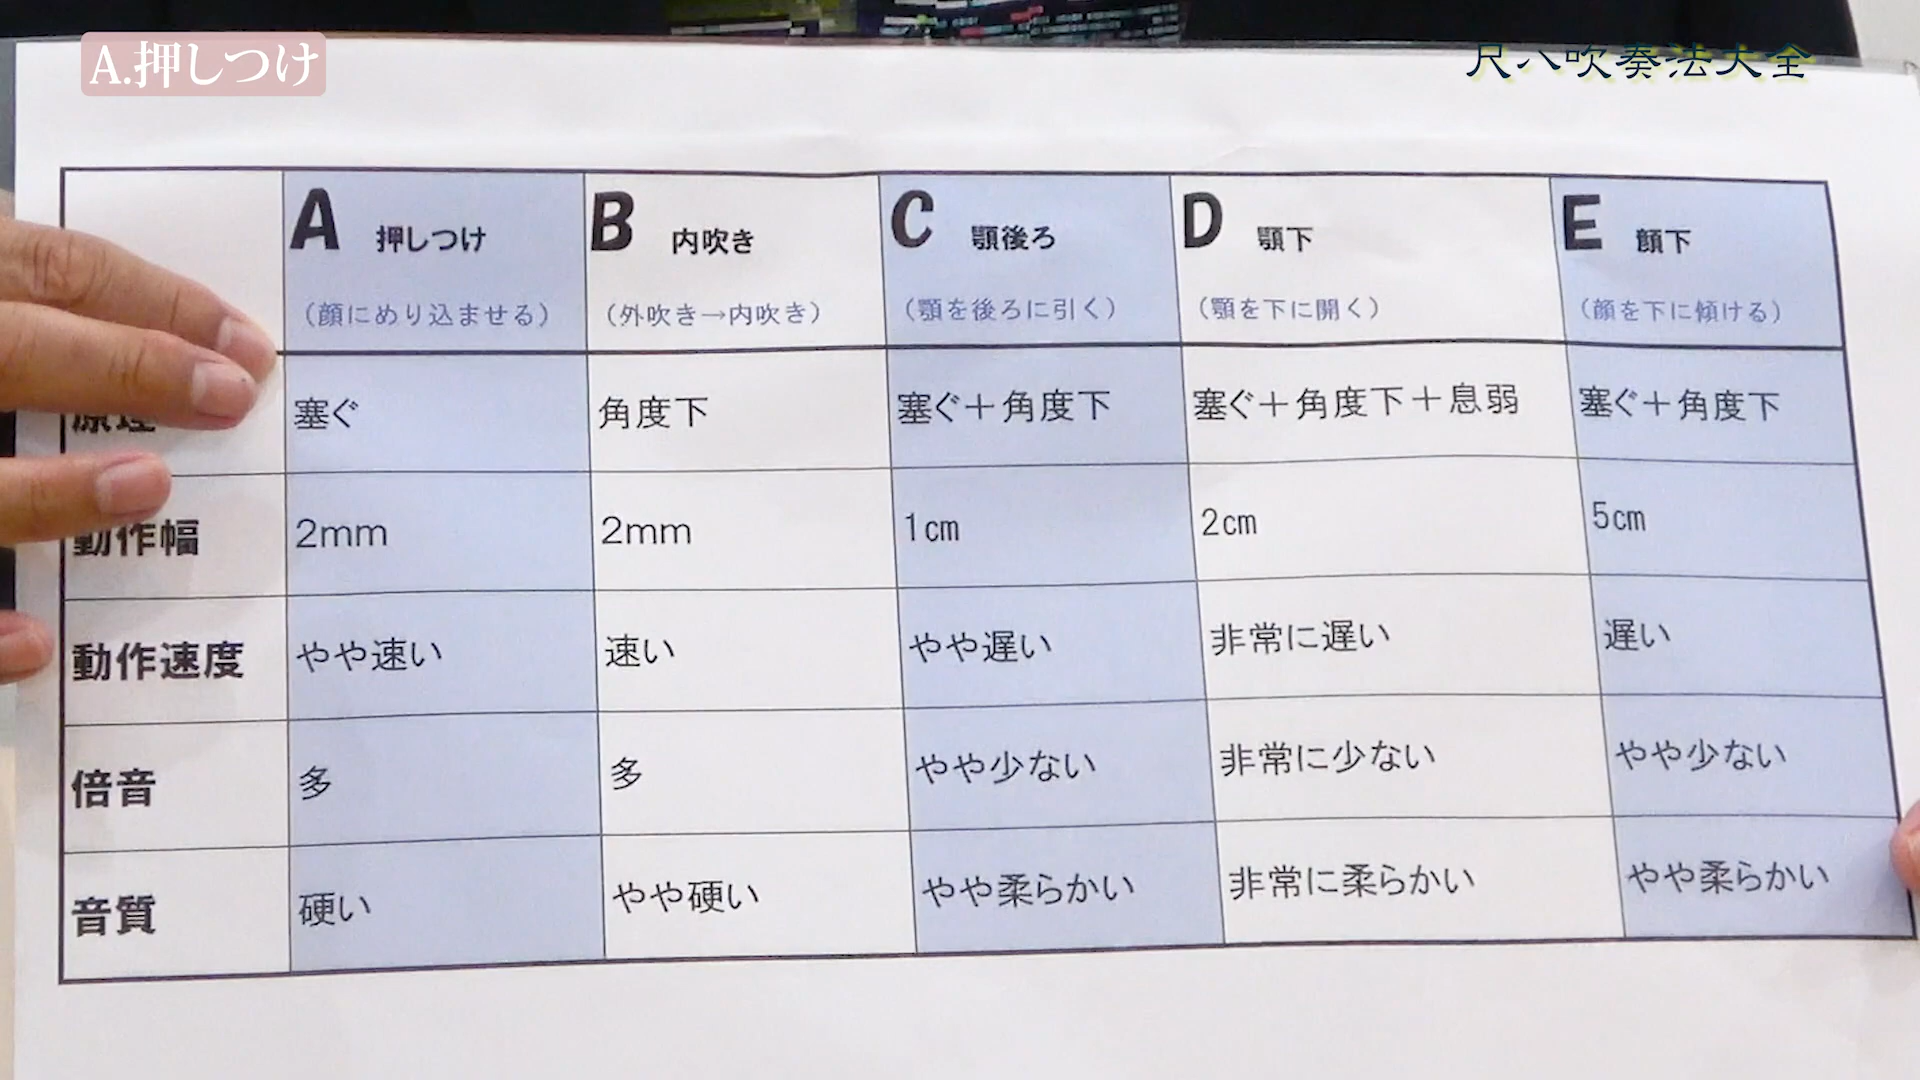 A.押しつけ
尺八吹奏法大全
A 押しつけ
（顔にめり込ませる）
B 内吹き
（外吹き→内吹き）
C 顎後ろ
（顎を後ろに引く）
D 顎下
（顎を下に開く）
E 顔下
（顔を下に傾ける）
原理 塞ぐ 角度下 塞ぐ＋角度下 塞ぐ＋角度下＋息弱 塞ぐ＋角度下
動作幅 2mm 2mm 1cm 2cm 5cm
動作速度 やや速い 速い やや遅い 非常に遅い 遅い
倍音 多 多 やや少ない 非常に少ない やや少ない
音質 硬い やや硬い やや柔らかい 非常に柔らかい やや柔らかい